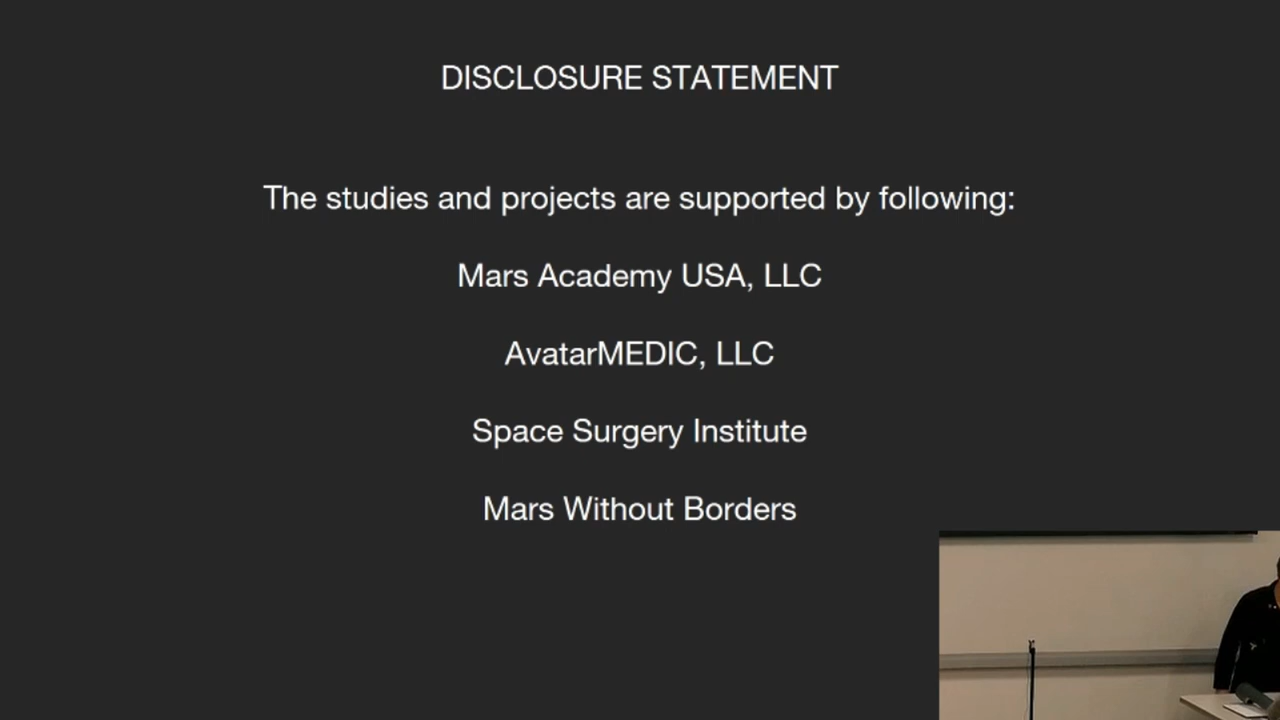 DISCLOSURE STATEMENT
The studies and projects are supported by following:
Mars Academy USA, LLC
AvatarMEDIC, LLC
Space Surgery Institute
Mars Without Borders